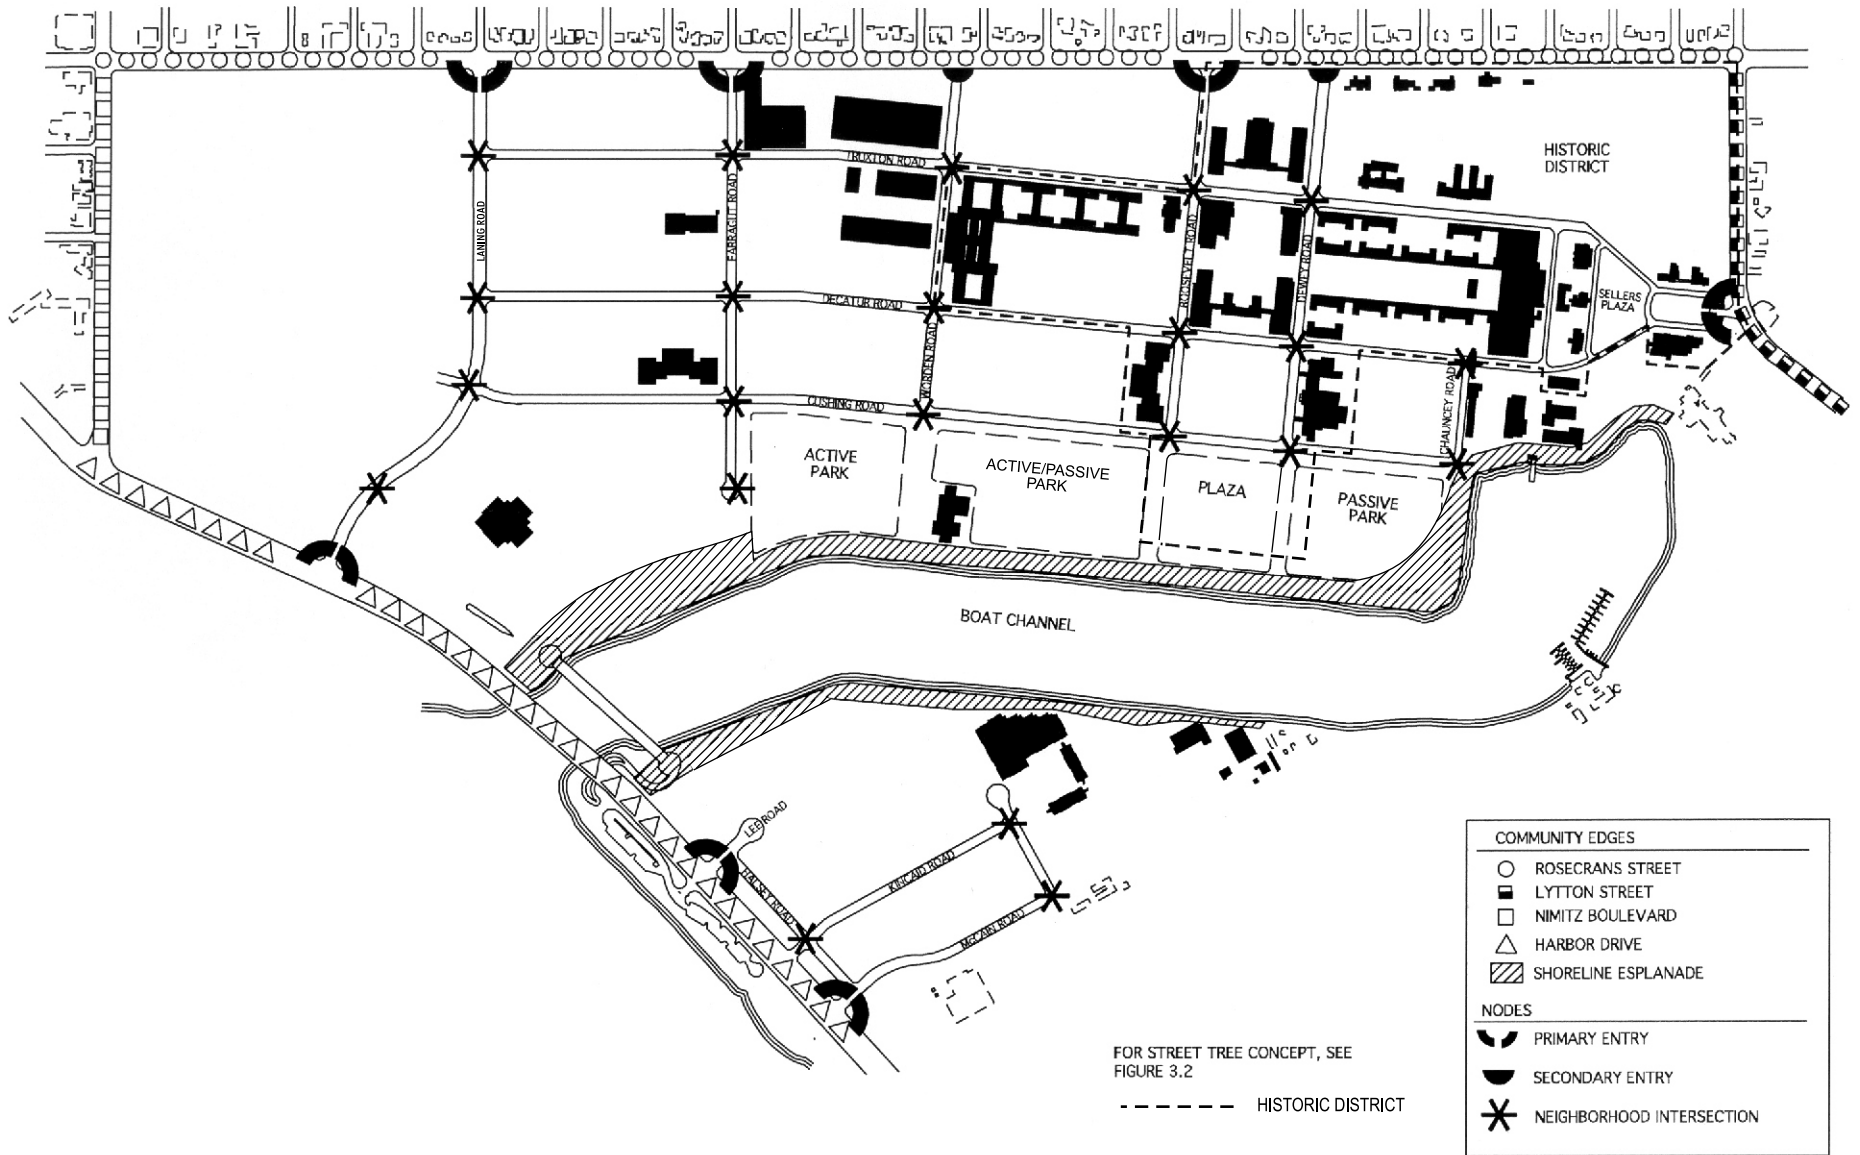 HISTORIC
DISTRICT
TRUXTON ROAD
LANING ROAD
FARRAGUT ROAD
ROOSEVELT ROAD
DEWEY ROAD
SELLERS
PLAZA
DECATUR ROAD
WORDEN ROAD
CHAUNCEY ROAD
CUSHING ROAD
ACTIVE
PARK
ACTIVE/PASSIVE
PARK
PLAZA
PASSIVE
PARK
BOAT CHANNEL
LEE ROAD
HALSEY ROAD
KINCAID ROAD
McCAIN ROAD
COMMUNITY EDGES
ROSECRANS STREET
LYTTON STREET
NIMITZ BOULEVARD
HARBOR DRIVE
SHORELINE ESPLANADE
NODES
PRIMARY ENTRY
SECONDARY ENTRY
NEIGHBORHOOD INTERSECTION
FOR STREET TREE CONCEPT, SEE
FIGURE 3.2
HISTORIC DISTRICT